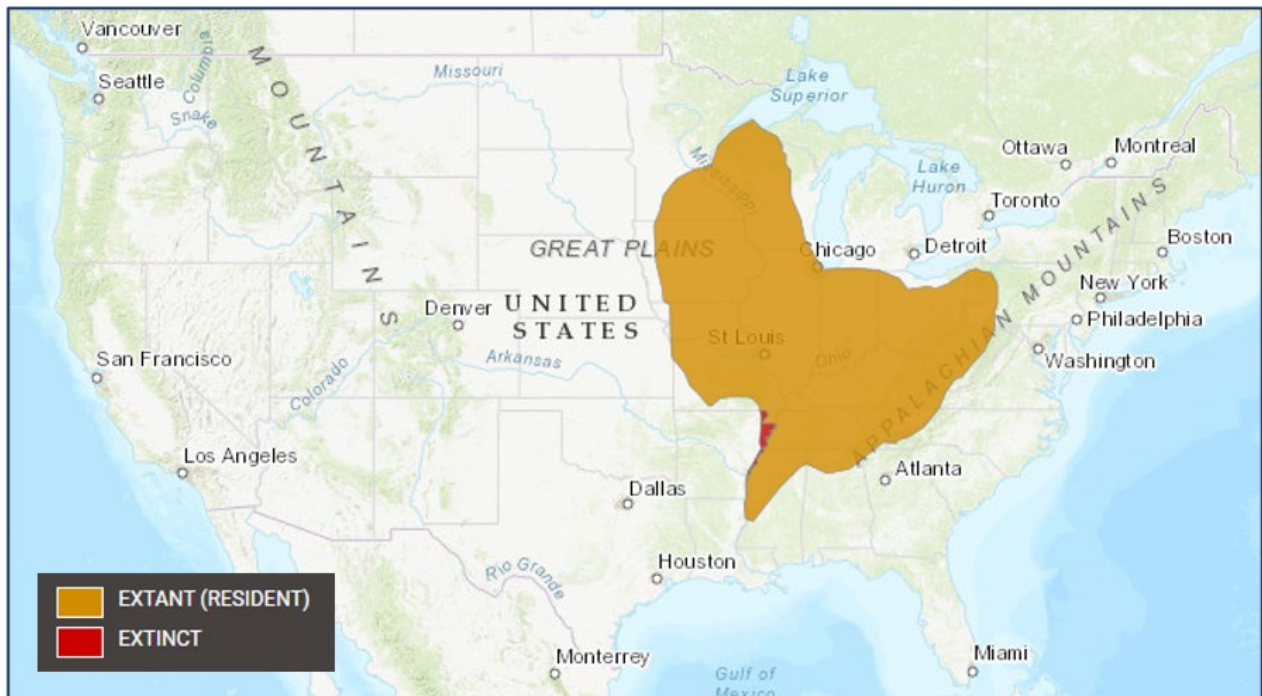 Vancouver
Seattle
Columbia
Snake
MOUNTAINS
Missouri
Lake
Superior
Mississippi
Lake
Huron
Ottawa
Montreal
Toronto
Boston
Detroit
Chicago
GREAT PLAINS
New York
Philadelphia
Washington
APPALACHIAN MOUNTAINS
Denver
UNITED
STATES
St Louis
Ohio
San Francisco
Colorado
Arkansas
Los Angeles
Dallas
Atlanta
Houston
Rio Grande
Monterrey
Miami
Gulf of
Mexico
EXTANT (RESIDENT)
EXTINCT